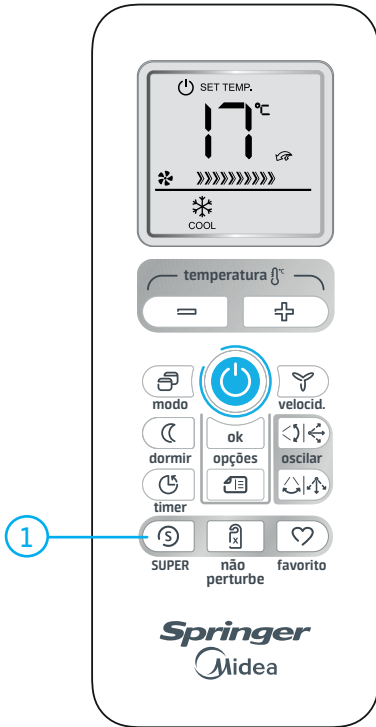 SET TEMP.
17 °C
COOL
temperatura °C
modo
velocid.
dormir
ok
opções
oscilar
timer
1
S
x
SUPER
não
perturbe
favorito
Springer
Midea